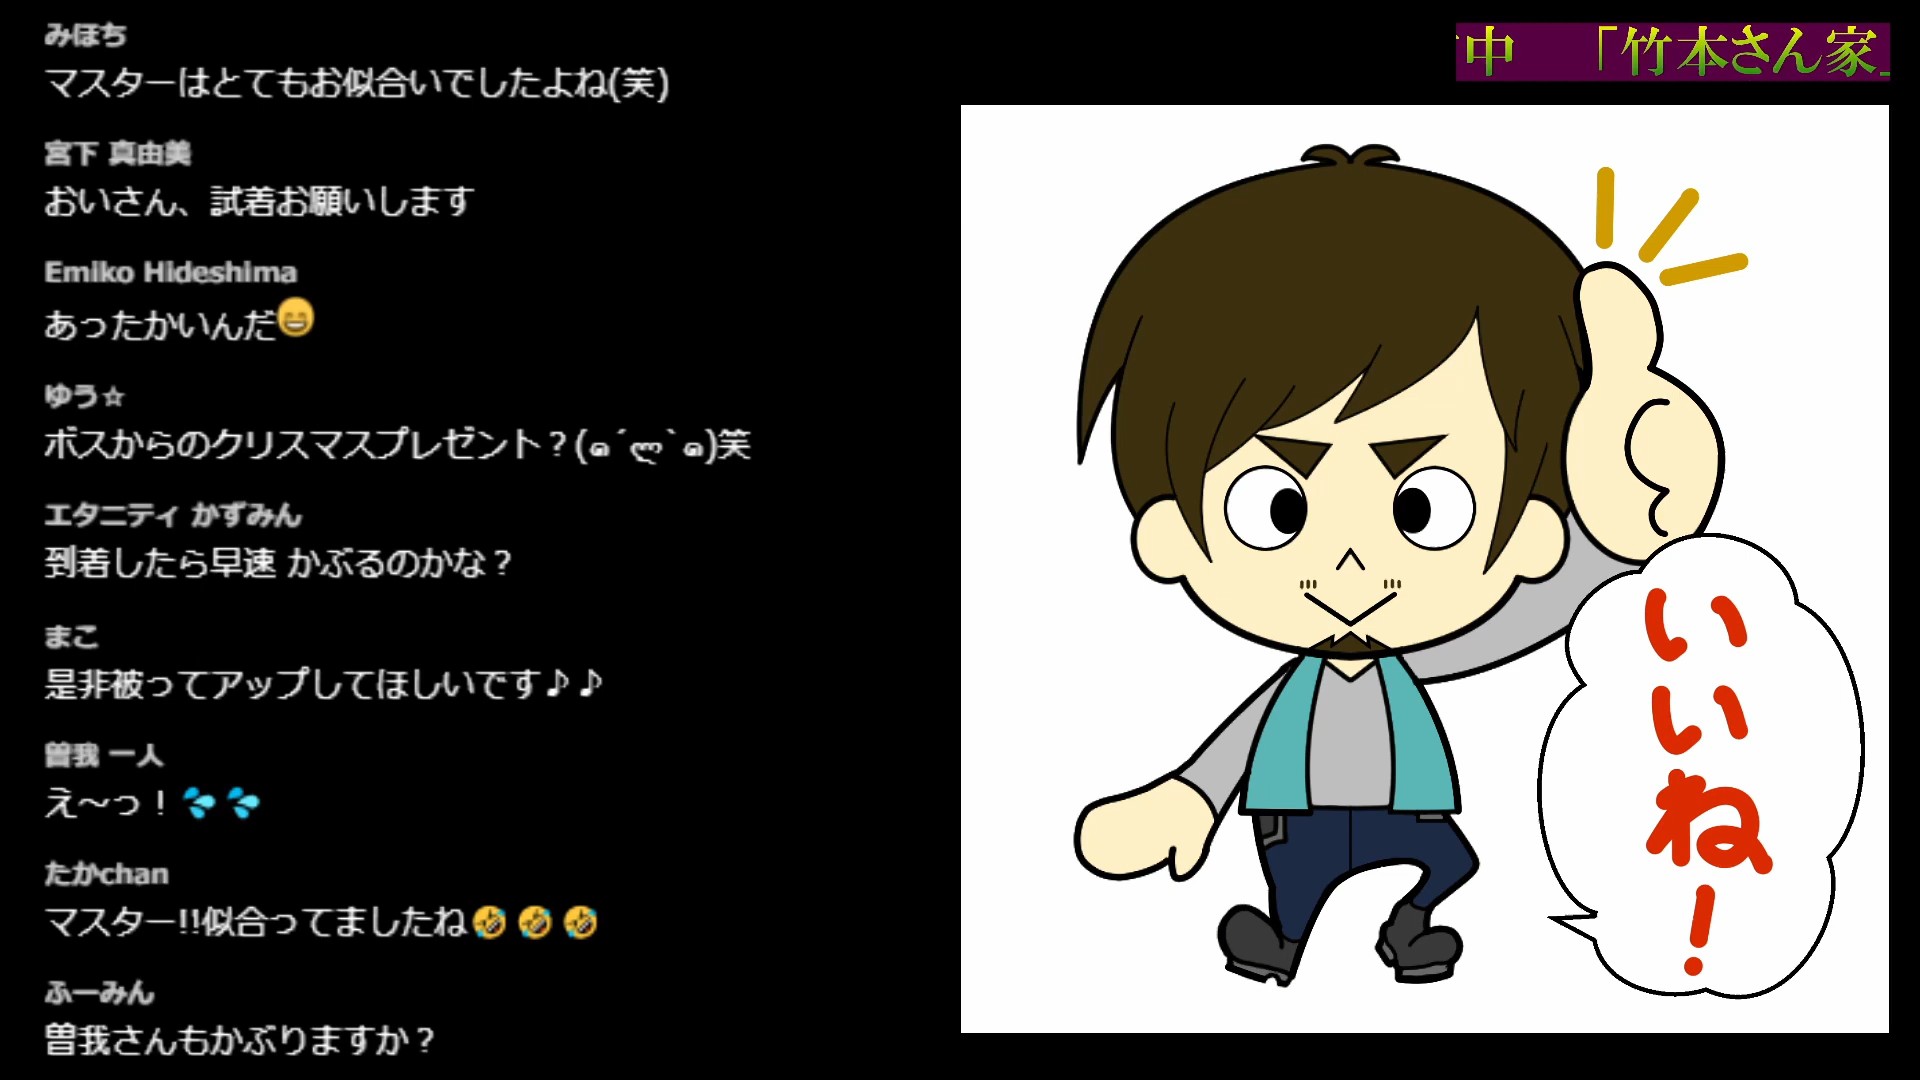 みほち
マスターはとてもお似合いでしたよね(笑)
宮下 真由美
おいさん、試着お願いします
Emiko Hideshima
あったかいんだ😄
ゆう☆
ボスからのクリスマスプレゼント？(๑´ლ`๑)笑
エタニティ かずみん
到着したら早速 かぶるのかな？
まこ
是非被ってアップしてほしいです♪♪
曽我 一人
え〜っ！💦💦
たかchan
マスター!!似合ってましたね🤣🤣🤣
ふーみん
曽我さんもかぶりますか？
中 「竹本さん家」
いいね！